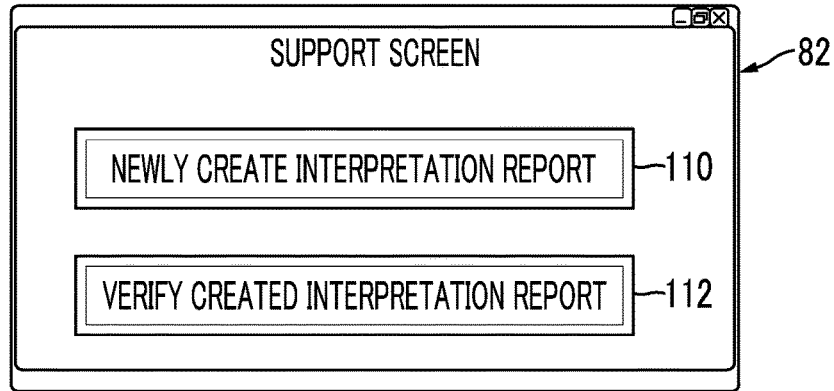 SUPPORT SCREEN
82
NEWLY CREATE INTERPRETATION REPORT
110
VERIFY CREATED INTERPRETATION REPORT
112